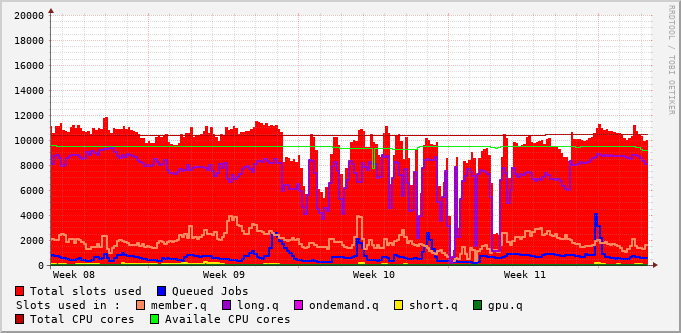 20000
18000
16000
14000
12000
10000
8000
6000
4000
2000
0
Week 08 Week 09 Week 10 Week 11
RRDTOOL / TOBI OETIKER
Total slots used Queued Jobs
Slots used in : member.q long.q ondemand.q short.q gpu.q
Total CPU cores Availale CPU cores